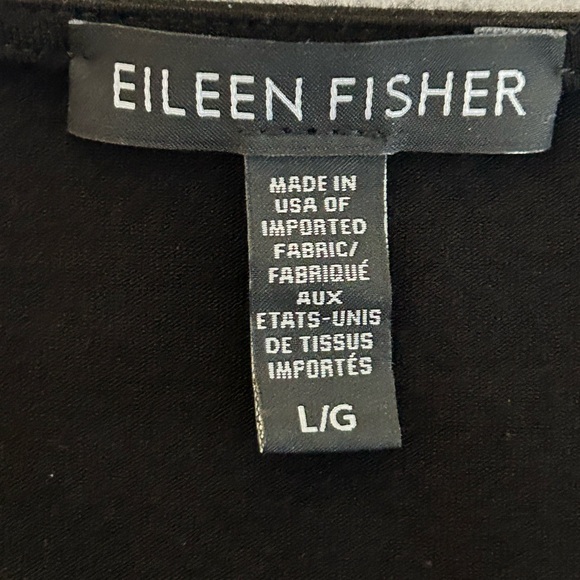 EILEEN FISHER
MADE IN
USA OF
IMPORTED
FABRIC/
FABRIQUÉ
AUX
ETATS-UNIS
DE TISSUS
IMPORTÉS
L/G